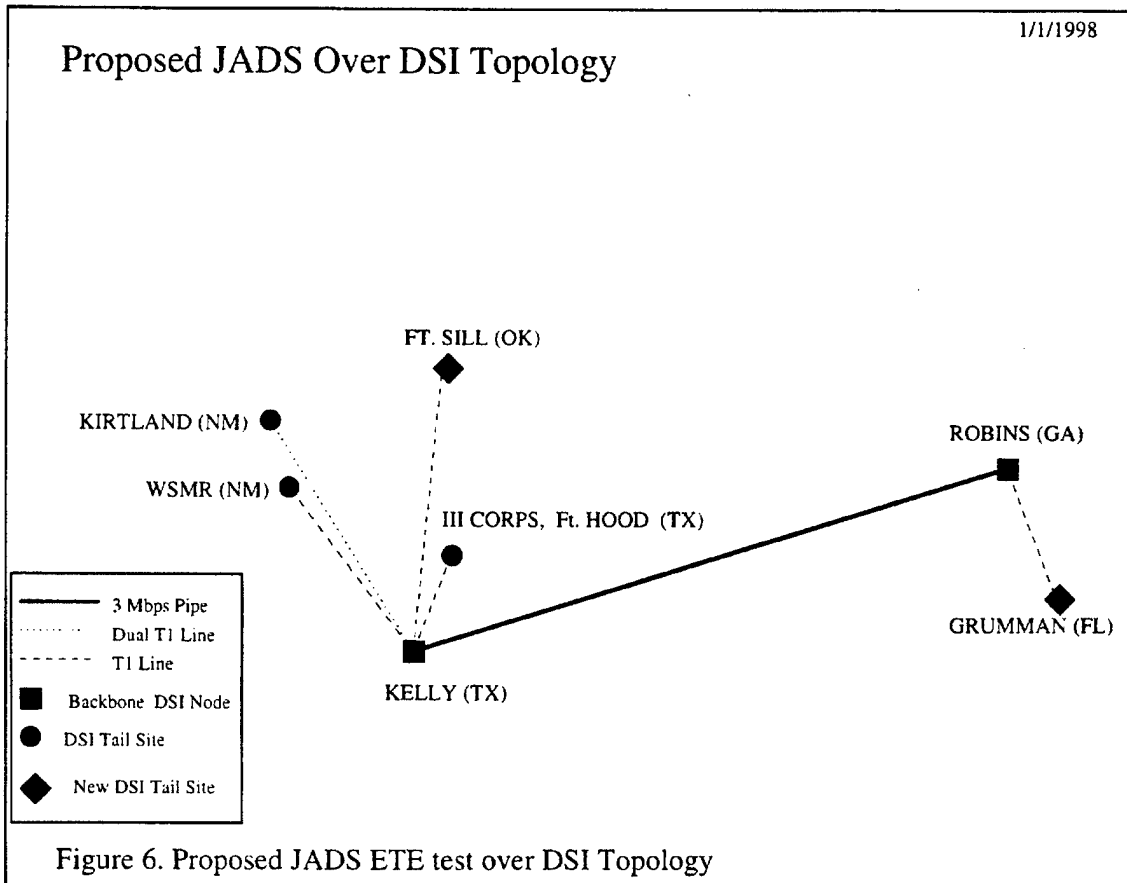 1/1/1998
Proposed JADS Over DSI Topology
FT. SILL (OK)
KIRTLAND (NM)
ROBINS (GA)
WSMR (NM)
III CORPS, Ft. HOOD (TX)
3 Mbps Pipe
Dual T1 Line
T1 Line
GRUMMAN (FL)
KELLY (TX)
Backbone DSI Node
DSI Tail Site
New DSI Tail Site
Figure 6. Proposed JADS ETE test over DSI Topology